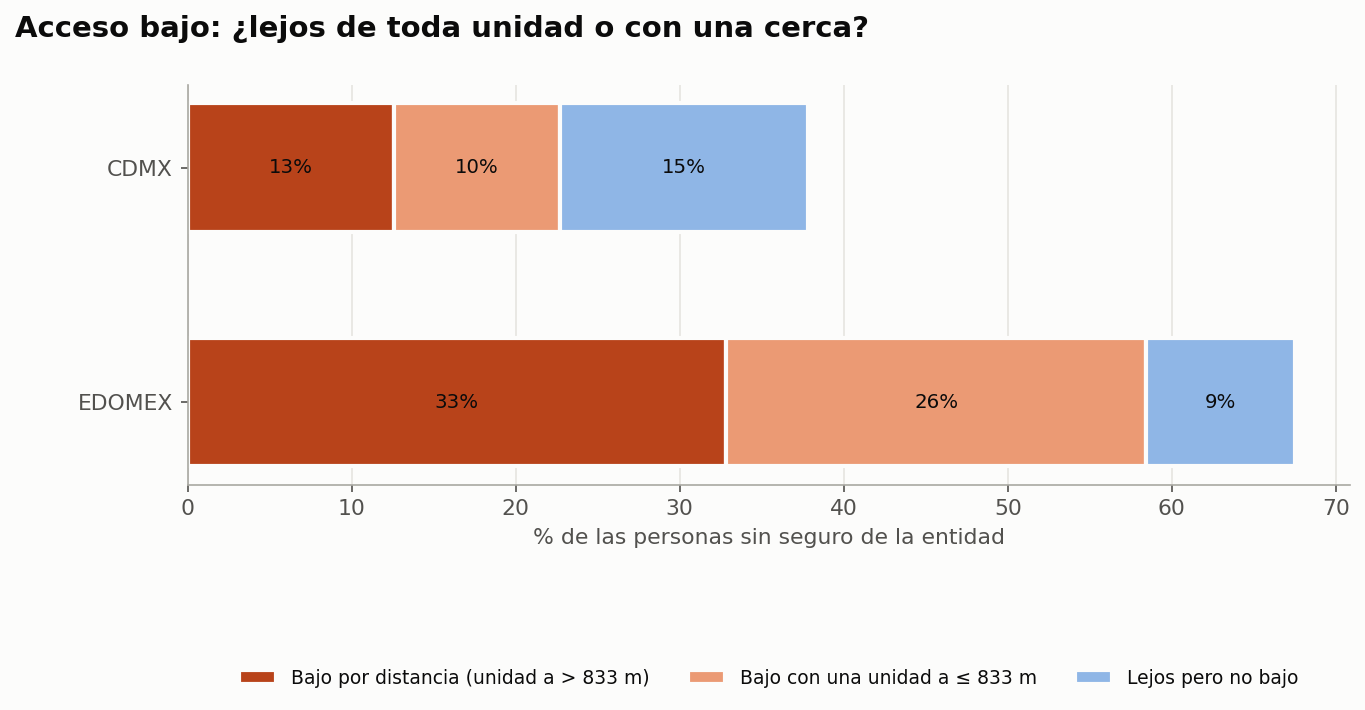 Acceso bajo: ¿lejos de toda unidad o con una cerca?
CDMX
13%
10%
15%
EDOMEX
33%
26%
9%
0 10 20 30 40 50 60 70
% de las personas sin seguro de la entidad
Bajo por distancia (unidad a > 833 m) Bajo con una unidad a ≤ 833 m Lejos pero no bajo